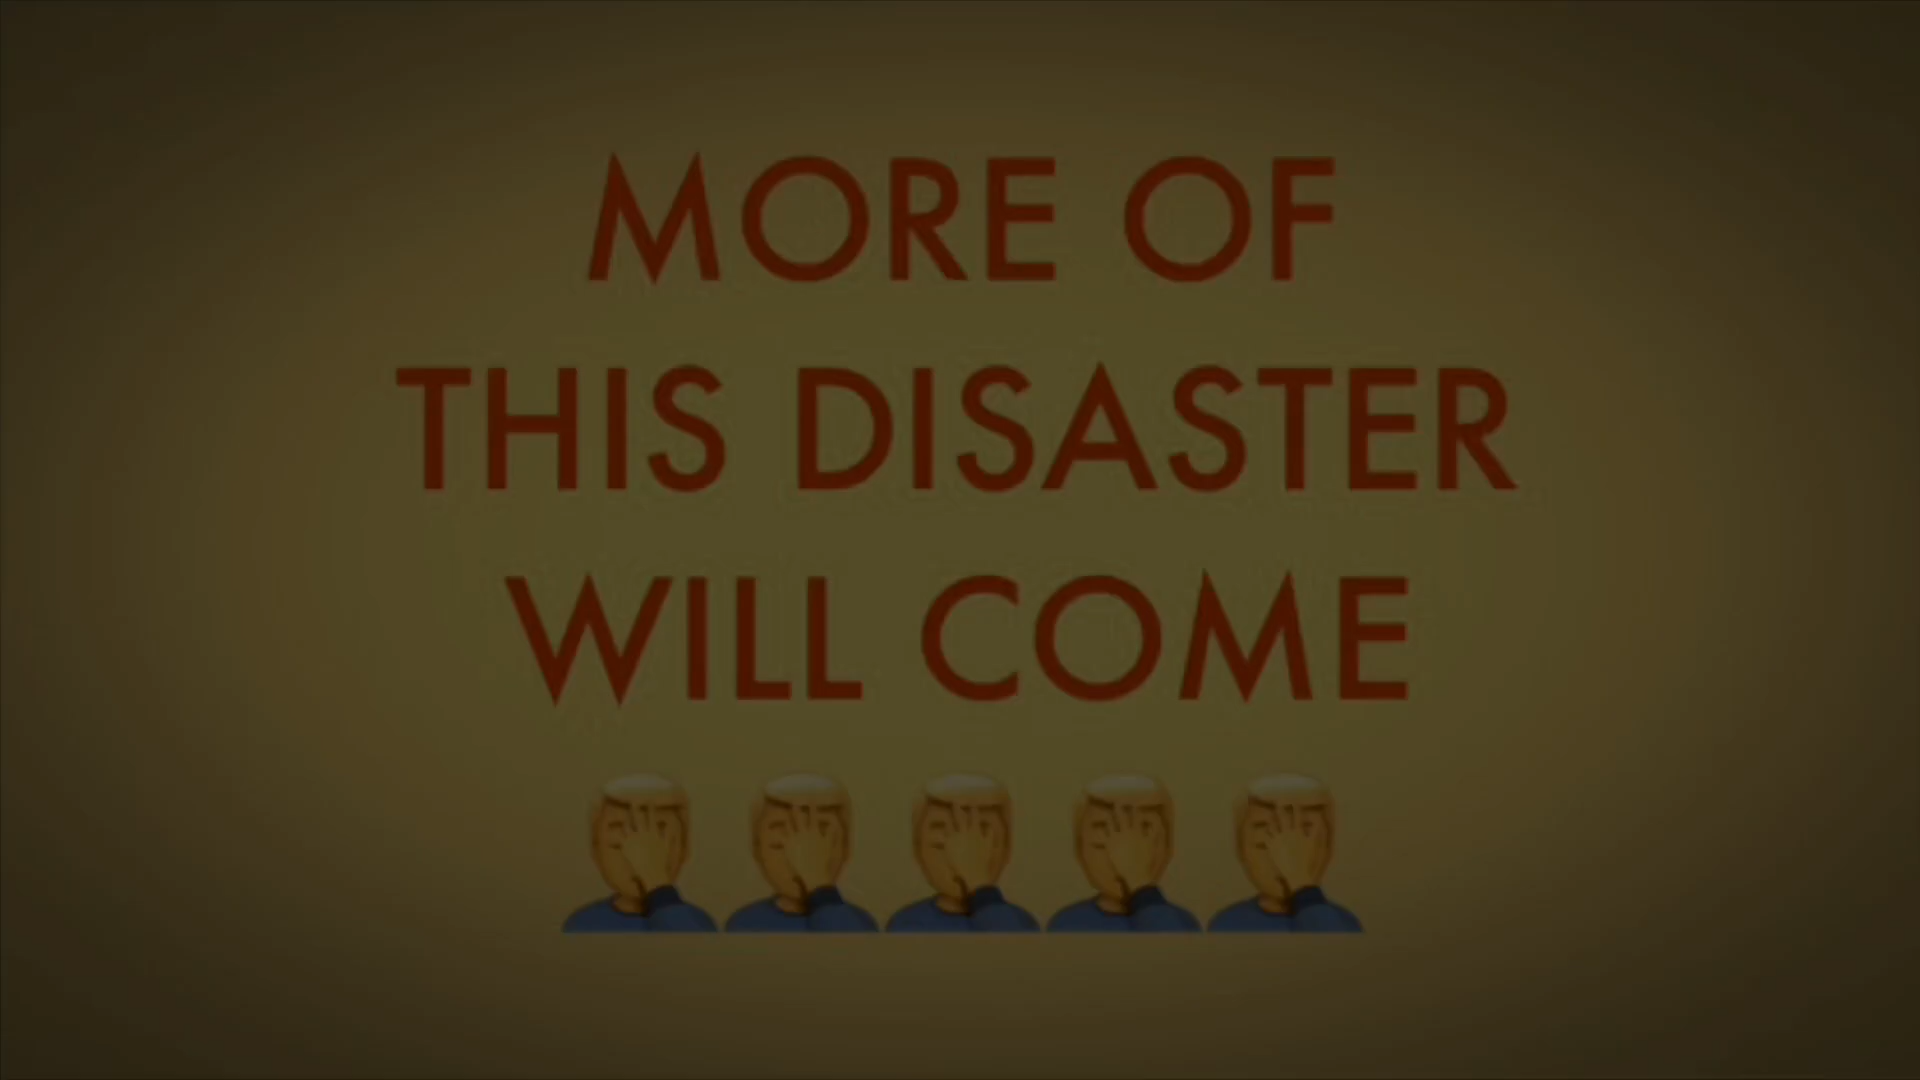 MORE OF
THIS DISASTER
WILL COME
🤦‍♂️🤦‍♂️🤦‍♂️🤦‍♂️🤦‍♂️